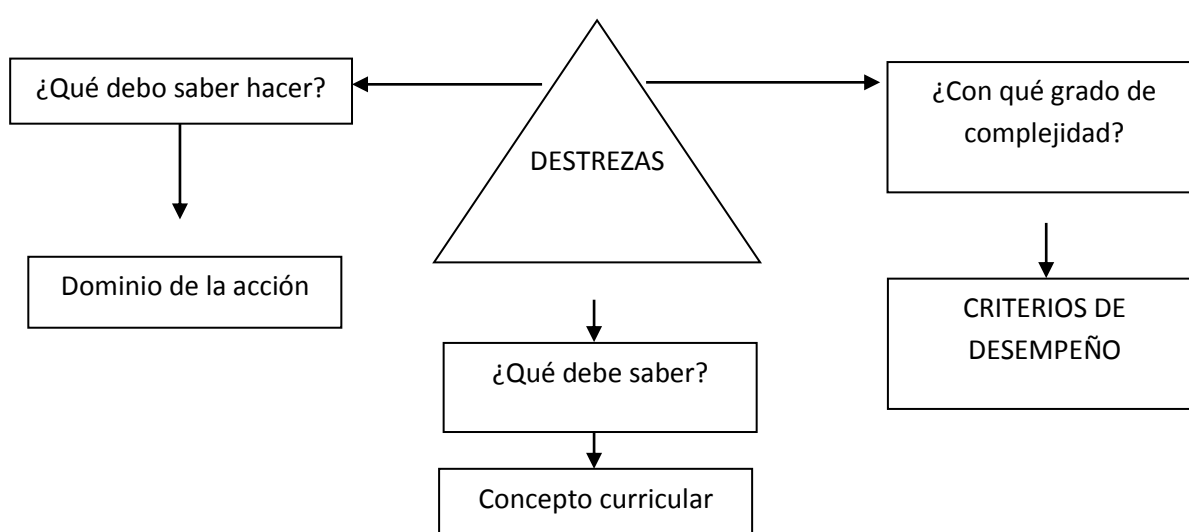 ¿Qué debo saber hacer?
Dominio de la acción
DESTREZAS
¿Qué debe saber?
Concepto curricular
¿Con qué grado de
complejidad?
CRITERIOS DE
DESEMPEÑO